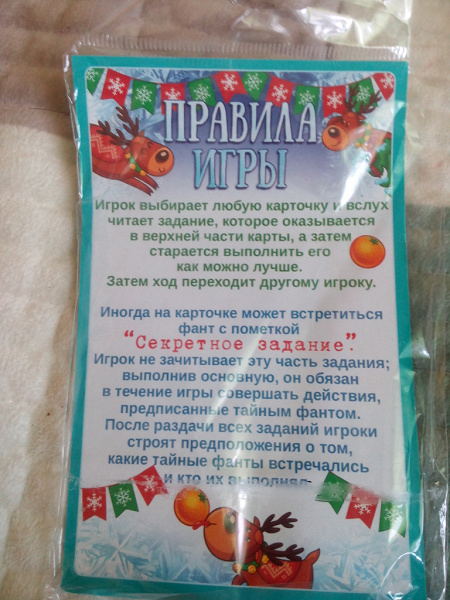 ПРАВИЛА
ИГРЫ
Игрок выбирает любую карточку и вслух
читает задание, которое оказывается
в верхней части карты, а затем
старается выполнить его
как можно лучше.
Затем ход переходит другому игроку.
Иногда на карточке может встретиться
фант с пометкой
“Секретное задание”.
Игрок не зачитывает эту часть задания;
выполнив основную, он обязан
в течение игры совершать действия,
предписанные тайным фантом.
После раздачи всех заданий игроки
строят предположения о том,
какие тайные фанты встречались
и кто их выполнял